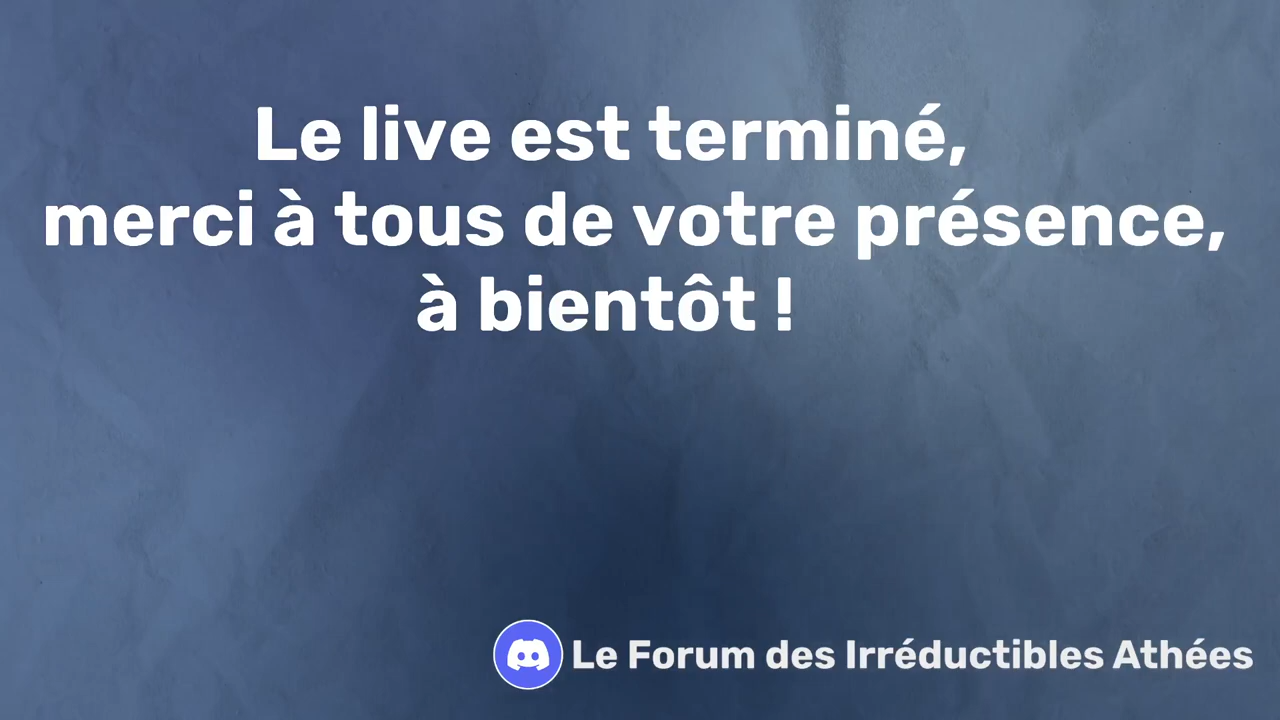 Le live est terminé,
merci à tous de votre présence,
à bientôt !
Le Forum des Irréductibles Athées